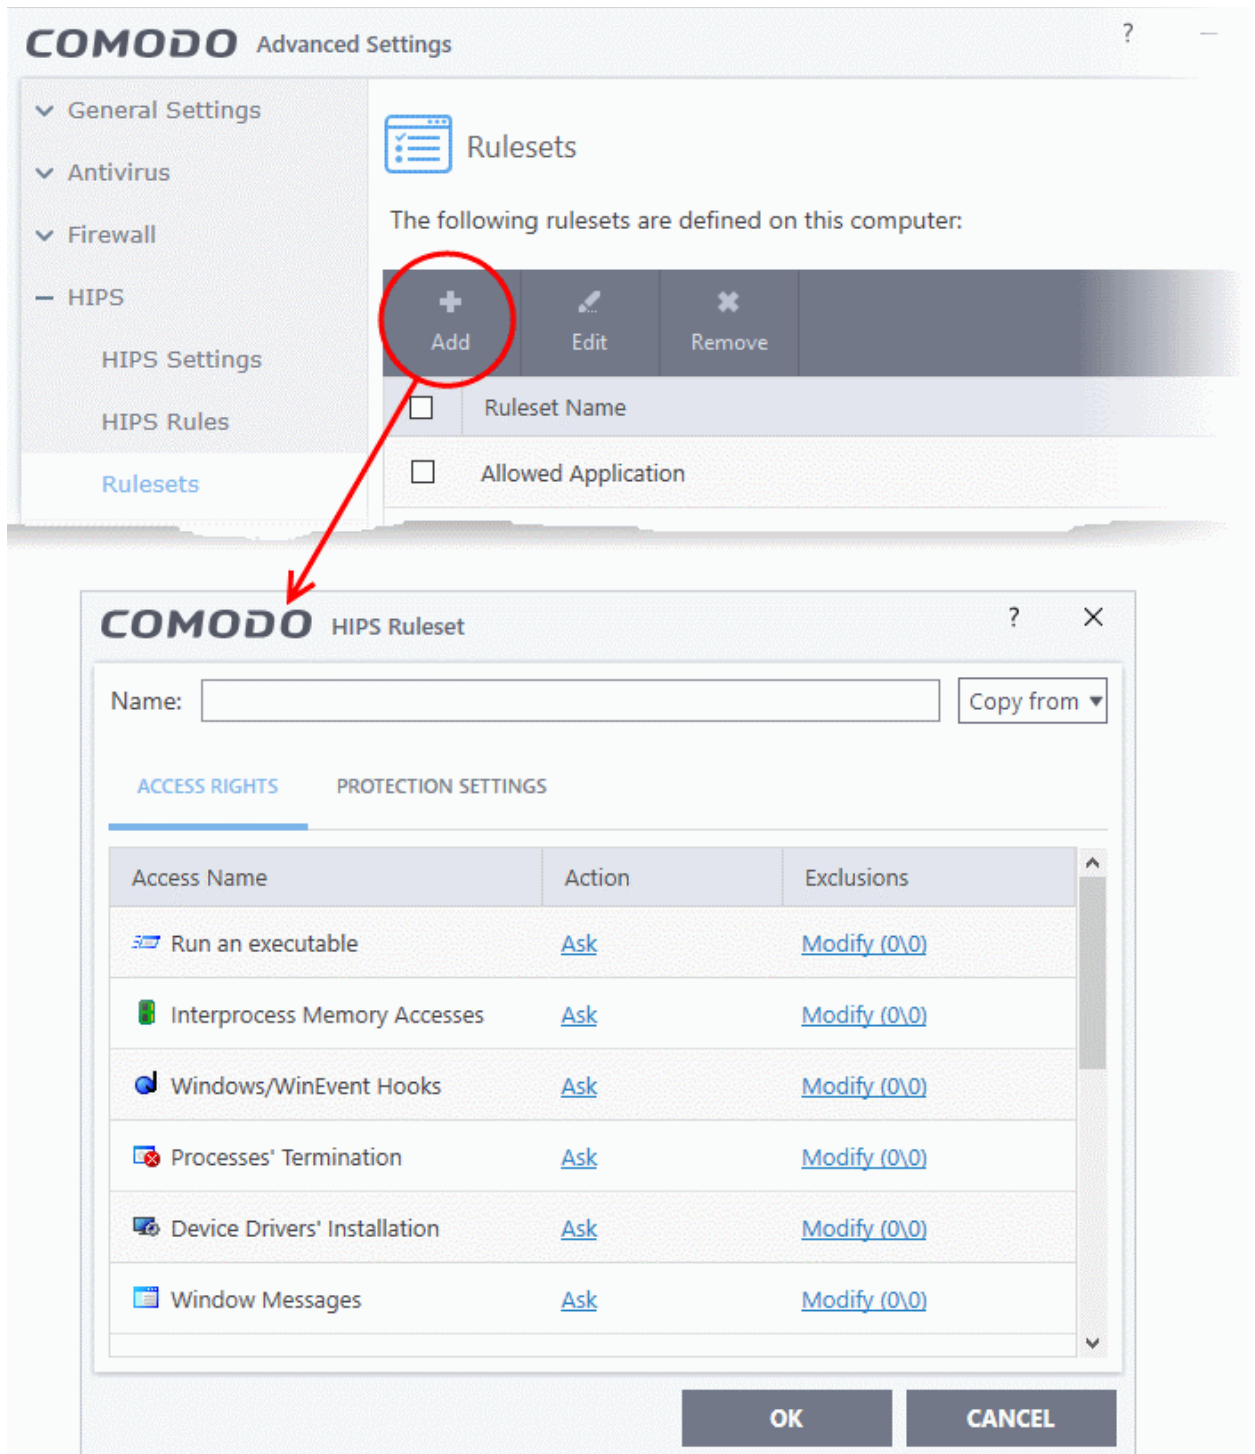 COMODO Advanced Settings ?
General Settings
Antivirus
Firewall
HIPS
HIPS Settings
HIPS Rules
Rulesets
Rulesets
The following rulesets are defined on this computer:
Add Edit Remove
Ruleset Name
Allowed Application
COMODO HIPS Ruleset ?
Name: Copy from
ACCESS RIGHTS PROTECTION SETTINGS
Access Name Action Exclusions
Run an executable Ask Modify (0\0)
Interprocess Memory Accesses Ask Modify (0\0)
Windows/WinEvent Hooks Ask Modify (0\0)
Processes' Termination Ask Modify (0\0)
Device Drivers' Installation Ask Modify (0\0)
Window Messages Ask Modify (0\0)
OK CANCEL